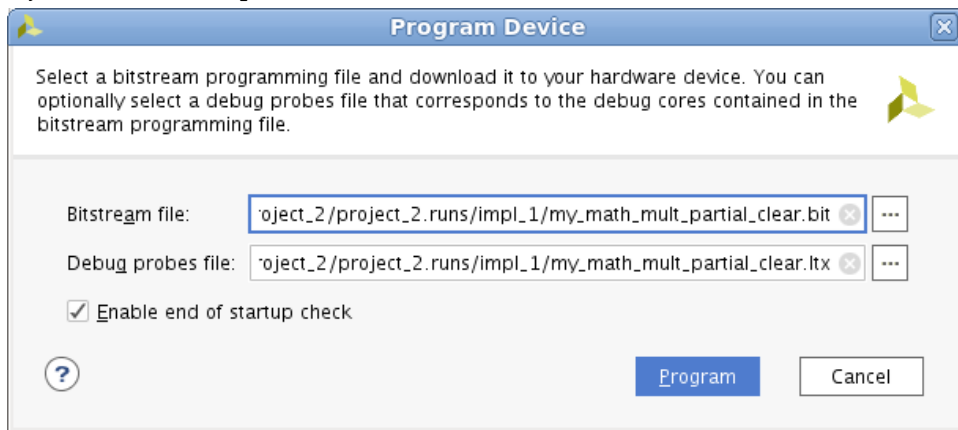 Program Device
Select a bitstream programming file and download it to your hardware device. You can
optionally select a debug probes file that corresponds to the debug cores contained in the
bitstream programming file.
Bitstream file: roject_2/project_2.runs/impl_1/my_math_mult_partial_clear.bit ...
Debug probes file: roject_2/project_2.runs/impl_1/my_math_mult_partial_clear.ltx ...
Enable end of startup check
? Program Cancel